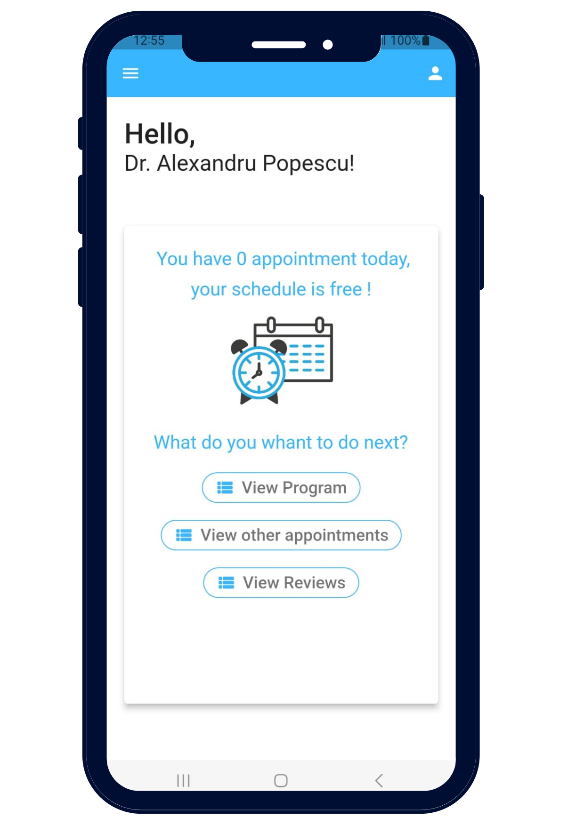 12:55
100%
Hello,
Dr. Alexandru Popescu!
You have 0 appointment today,
your schedule is free !
What do you whant to do next?
View Program
View other appointments
View Reviews